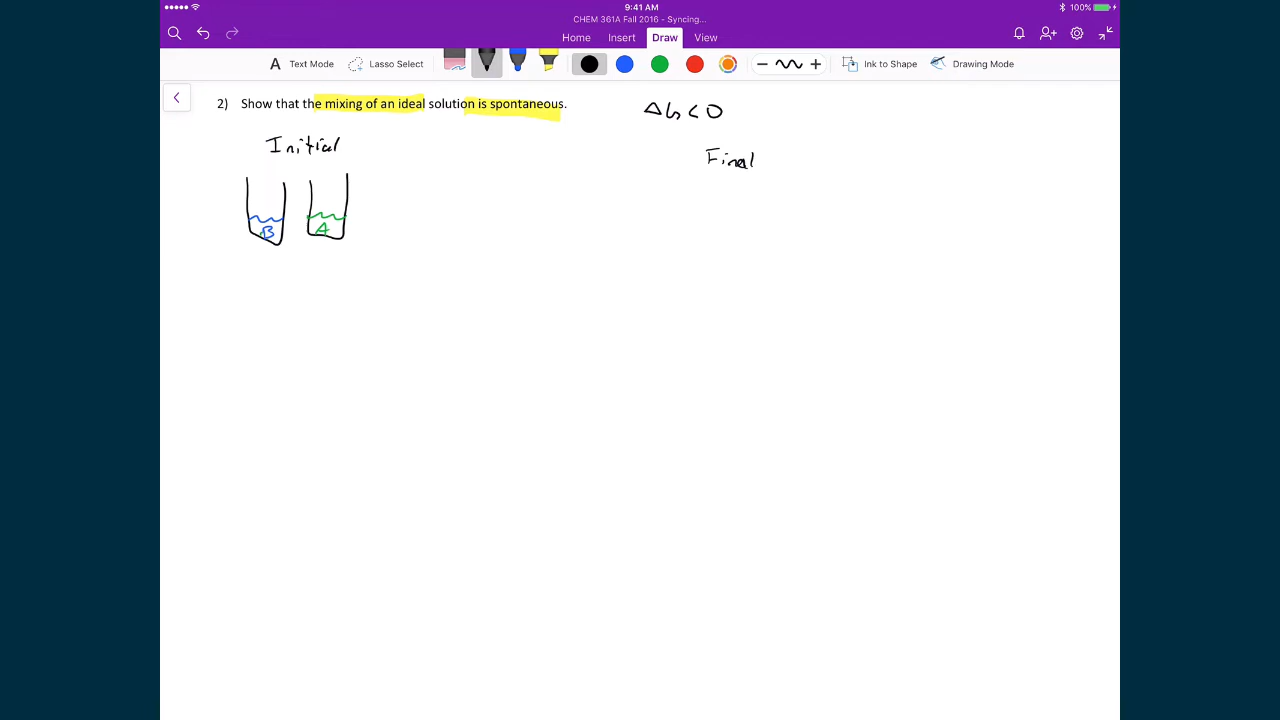 9:41 AM
100%
CHEM 361A Fall 2016 - Syncing...
Home Insert Draw View
A Text Mode Lasso Select Ink to Shape Drawing Mode
2) Show that the mixing of an ideal solution is spontaneous.
ΔG < 0
Initial
Final
B A